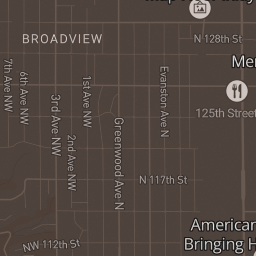 BROADVIEW
N 128th St
Mer
7th Ave NW
6th Ave NW
3rd Ave NW
2nd Ave NW
1st Ave NW
Greenwood Ave N
Evanston Ave N
125th Street
N 117th St
American
Bringing H
NW 112th St